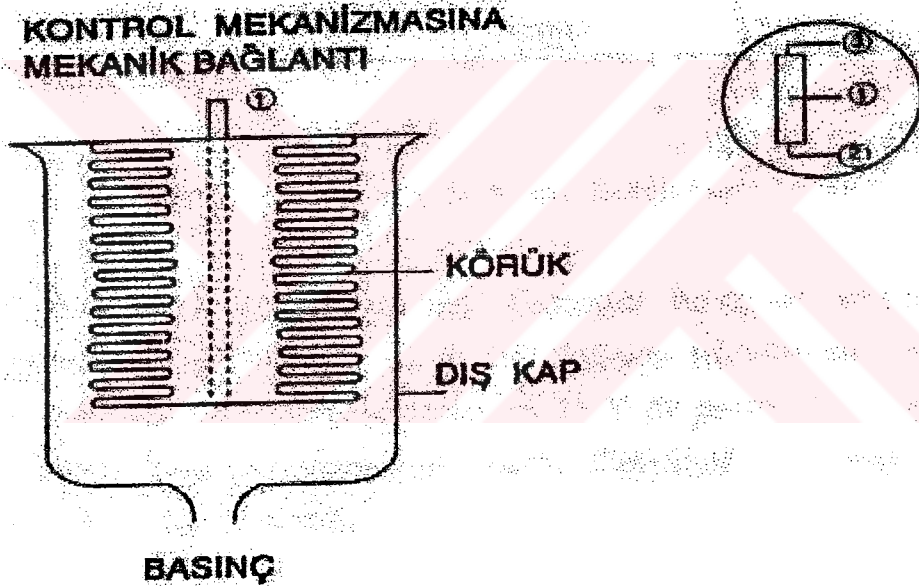 KONTROL MEKANİZMASINA
MEKANİK BAĞLANTI
①
③
①
②
KÖRÜK
DIŞ KAP
BASINÇ